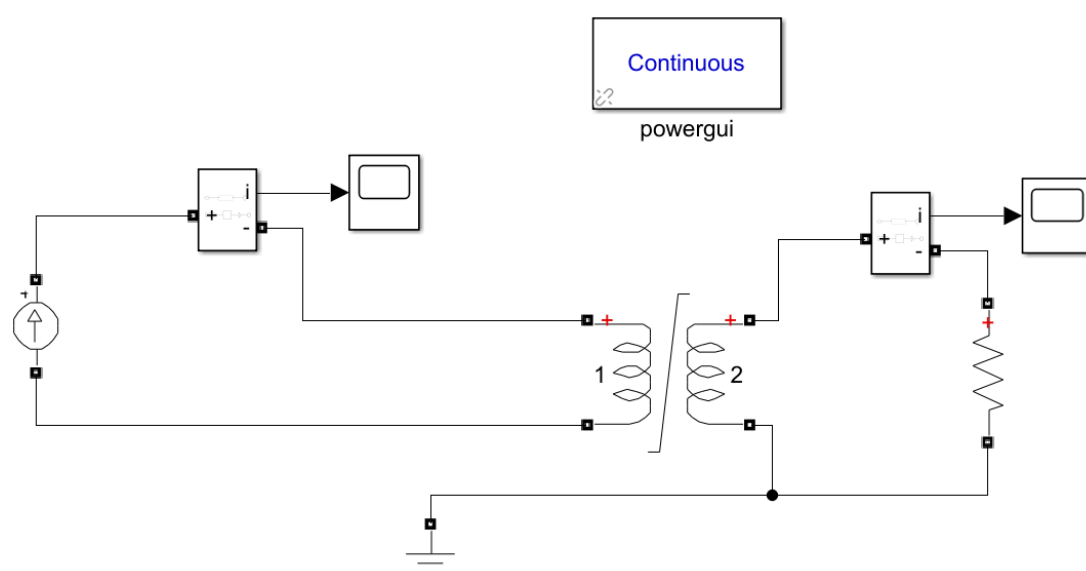 Continuous
powergui
i
+
-
i
+
-
+
+
1
2
+
+